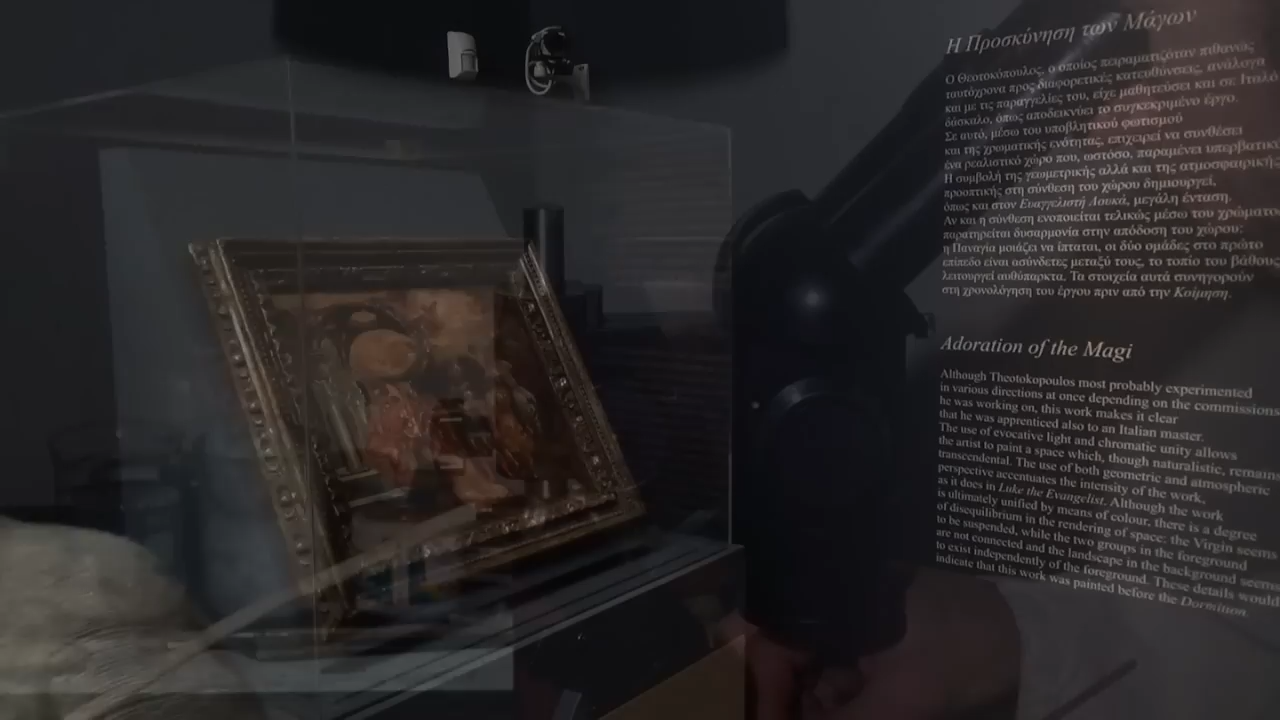 Η Προσκύνηση των Μάγων
Ο Θεοτοκόπουλος, ο οποίος πειραματιζόταν πιθανώς
ταυτόχρονα προς διαφορετικές κατευθύνσεις, ανάλογα
και με τις παραγγελίες του, είχε μαθητεύσει και σε Ιταλό
δάσκαλο, όπως αποδεικνύει το συγκεκριμένο έργο.
Σε αυτό, μέσω του υποβλητικού φωτισμού
και της χρωματικής ενότητας, επιχειρεί να συνθέσει
ένα ρεαλιστικό χώρο που, ωστόσο, παραμένει υπερβατικ
Η συμβολή της γεωμετρικής αλλά και της ατμοσφαιρικής
προοπτικής στη σύνθεση του χώρου δημιουργεί,
όπως και στον Ευαγγελιστή Λουκά, μεγάλη ένταση.
Αν και η σύνθεση ενοποιείται τελικώς μέσω του χρώματο
παρατηρείται δυσαρμονία στην απόδοση του χώρου:
η Παναγία μοιάζει να ίπταται, οι δύο ομάδες στο πρώτο
επίπεδο είναι ασύνδετες μεταξύ τους, το τοπίο του βάθους
λειτουργεί αυθύπαρκτα. Τα στοιχεία αυτά συνηγορούν
στη χρονολόγηση του έργου πριν από την Κοίμηση.
Adoration of the Magi
Although Theotokopoulos most probably experimented
in various directions at once depending on the commissions
he was working on, this work makes it clear
that he was apprenticed also to an Italian master.
The use of evocative light and chromatic unity allows
the artist to paint a space which, though naturalistic, remains
transcendental. The use of both geometric and atmospheric
perspective accentuates the intensity of the work,
as it does in Luke the Evangelist. Although the work
is ultimately unified by means of colour, there is a degree
of disequilibrium in the rendering of space: the Virgin seems
to be suspended, while the two groups in the foreground
are not connected and the landscape in the background seems
to exist independently of the foreground. These details would
indicate that this work was painted before the Dormition.